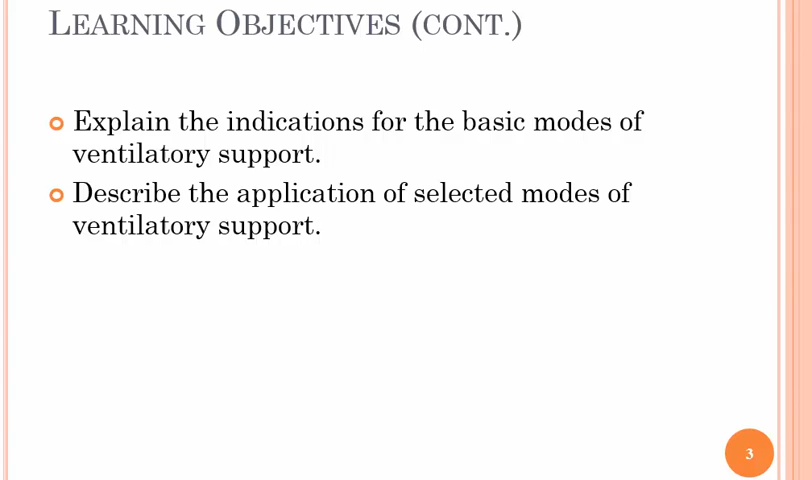 LEARNING OBJECTIVES (CONT.)
Explain the indications for the basic modes of
ventilatory support.
Describe the application of selected modes of
ventilatory support.
3